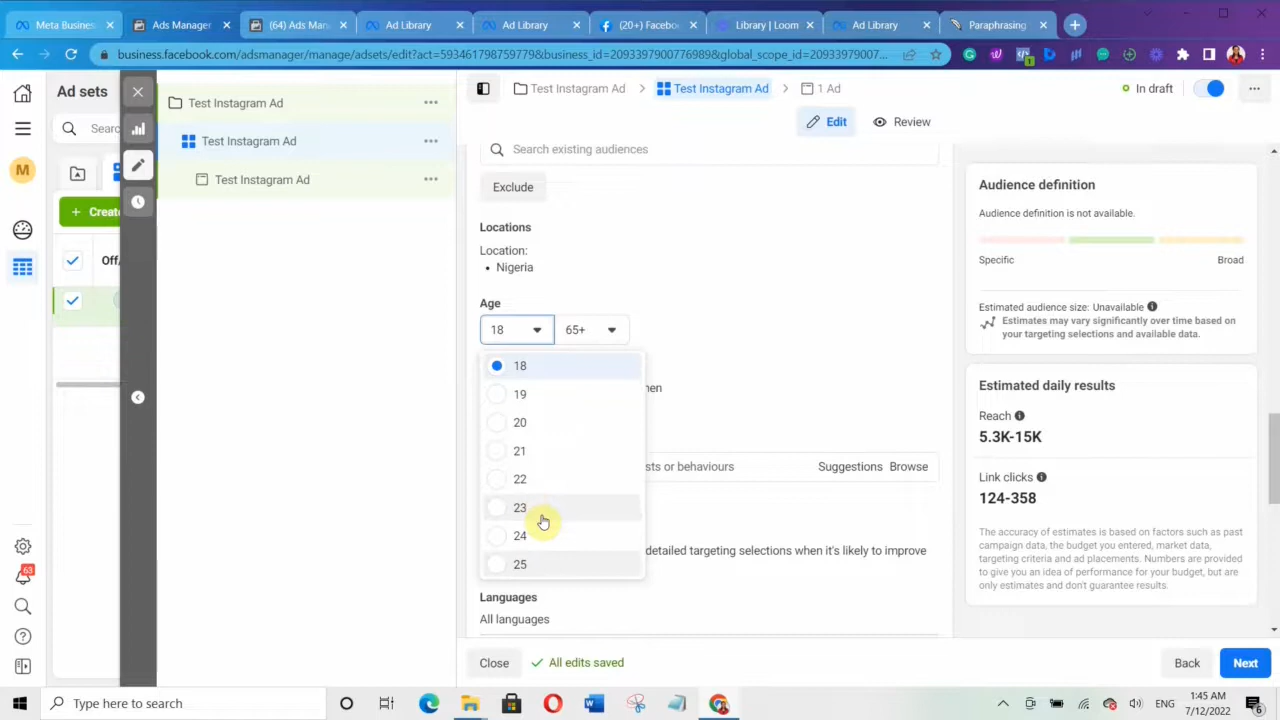 Meta Busines
Ads Manager
(64) Ads Man
Ad Library
Ad Library
(20+) Faceboo
Library | Loom
Ad Library
Paraphrasing
business.facebook.com/adsmanager/manage/adsets/edit?act=593461798759779&business_id=2093397900776989&global_scope_id=20933979007...
1
Ad sets
Searc
M
+ Create
Off/
63
Test Instagram Ad
Test Instagram Ad
Test Instagram Ad
Test Instagram Ad
Test Instagram Ad
1 Ad
In draft
Edit
Review
Search existing audiences
Exclude
Locations
Location:
• Nigeria
Age
18
65+
18
19
20
21
22
23
24
25
men
sts or behaviours
Suggestions
Browse
detailed targeting selections when it's likely to improve
Languages
All languages
Close
All edits saved
Back
Next
Audience definition
Audience definition is not available.
Specific
Broad
Estimated audience size: Unavailable
Estimates may vary significantly over time based on
your targeting selections and available data.
Estimated daily results
Reach
5.3K-15K
Link clicks
124-358
The accuracy of estimates is based on factors such as past
campaign data, the budget you entered, market data,
targeting criteria and ad placements. Numbers are provided
to give you an idea of performance for your budget, but are
only estimates and don't guarantee results.
Type here to search
ENG
1:45 AM
7/12/2022
6